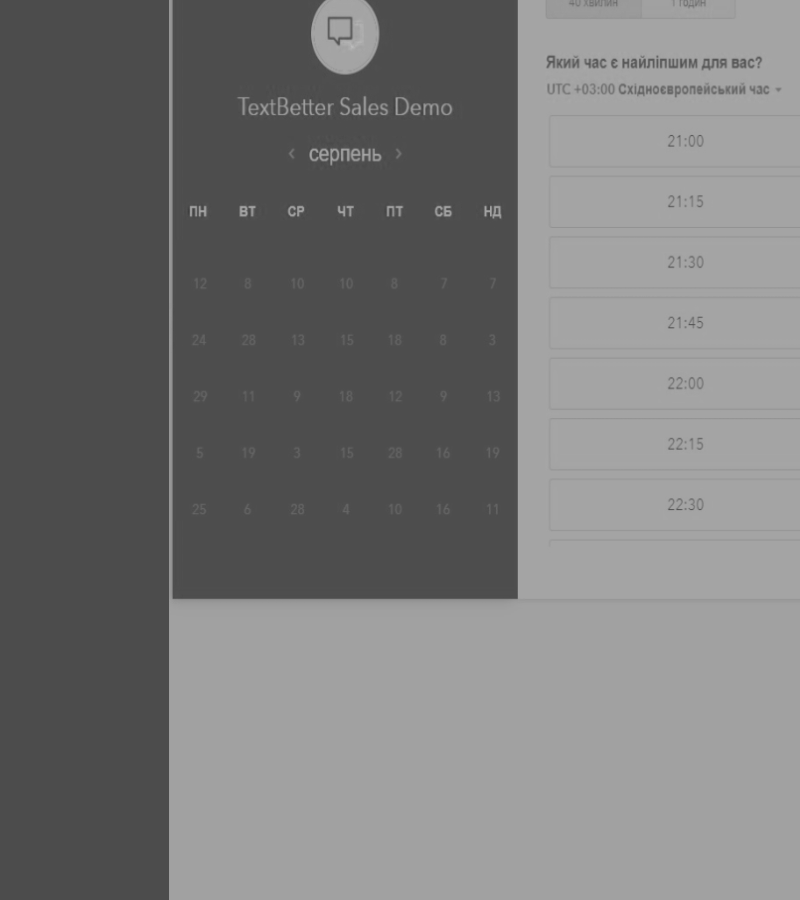 TextBetter Sales Demo
‹ серпень ›
ПН ВТ СР ЧТ ПТ СБ НД
12 8 10 10 8 7 7
24 28 13 15 18 8 3
29 11 9 18 12 9 13
5 19 3 15 28 16 19
25 6 28 4 10 16 11
40 хвилин 1 годин
Який час є найліпшим для вас?
UTC +03:00 Східноєвропейський час
21:00
21:15
21:30
21:45
22:00
22:15
22:30